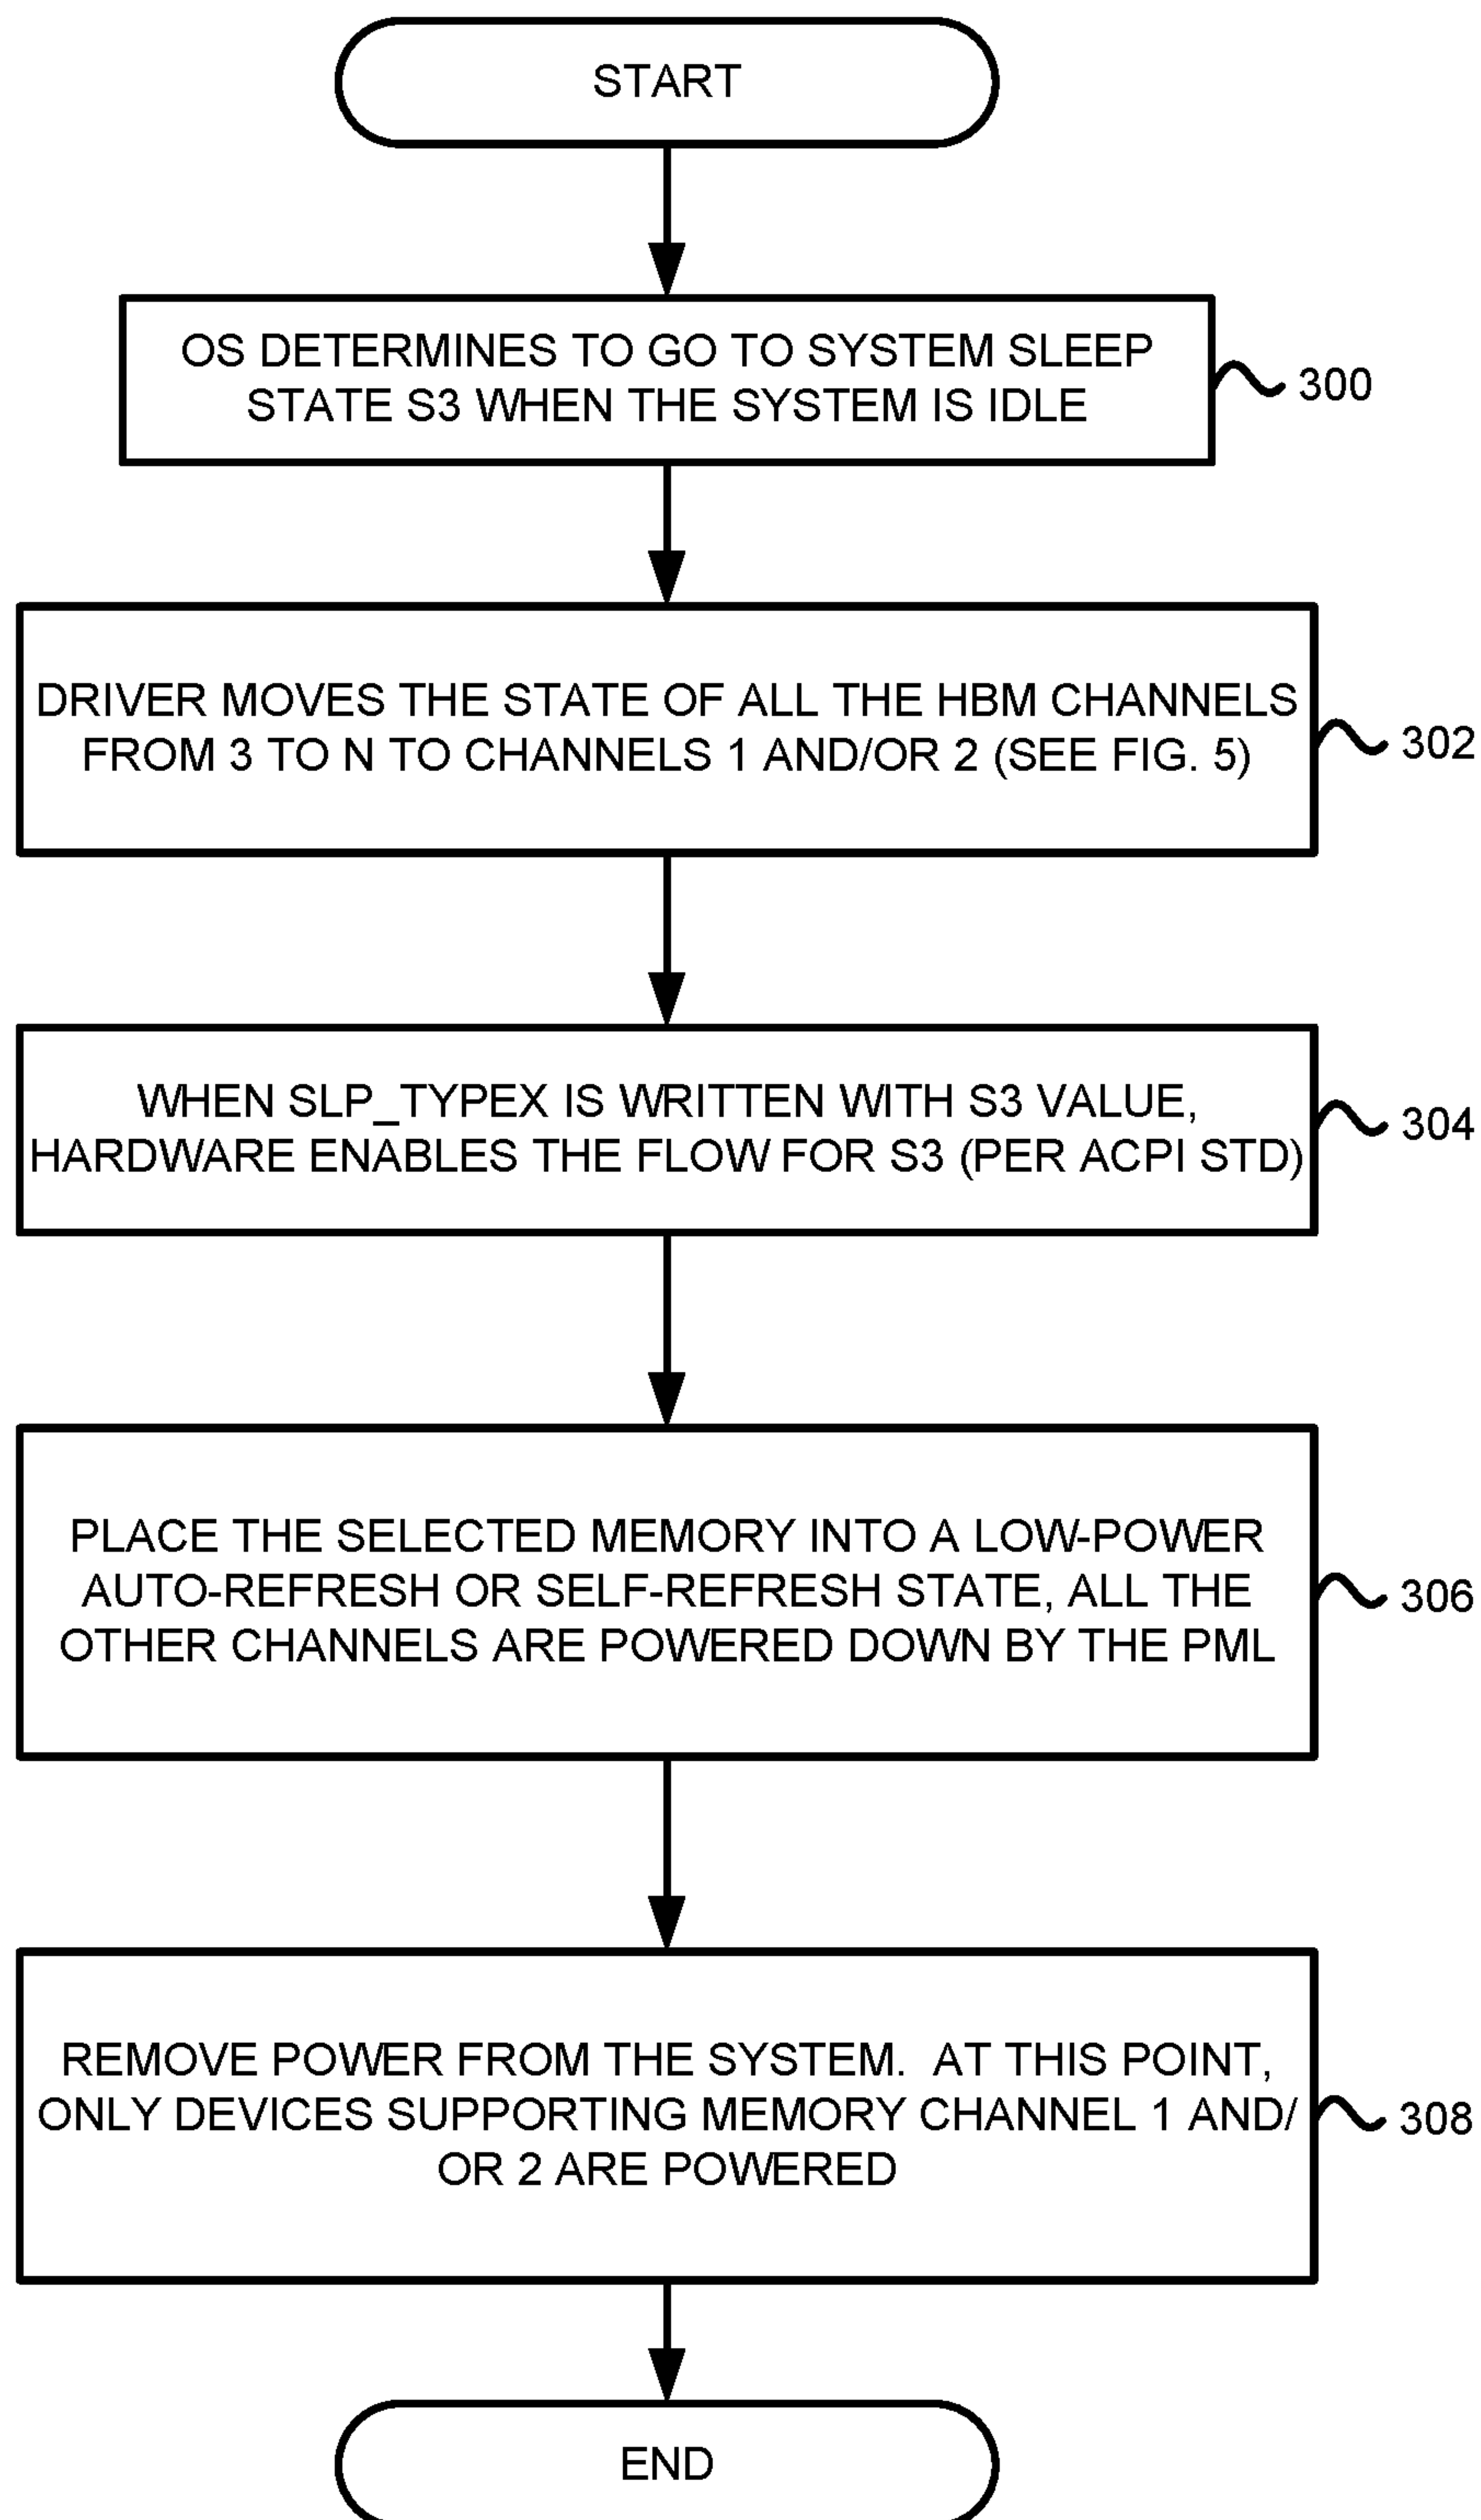 START
OS DETERMINES TO GO TO SYSTEM SLEEP
STATE S3 WHEN THE SYSTEM IS IDLE
300
DRIVER MOVES THE STATE OF ALL THE HBM CHANNELS
FROM 3 TO N TO CHANNELS 1 AND/OR 2 (SEE FIG. 5)
302
WHEN SLP_TYPEX IS WRITTEN WITH S3 VALUE,
HARDWARE ENABLES THE FLOW FOR S3 (PER ACPI STD)
304
PLACE THE SELECTED MEMORY INTO A LOW-POWER
AUTO-REFRESH OR SELF-REFRESH STATE, ALL THE
OTHER CHANNELS ARE POWERED DOWN BY THE PML
306
REMOVE POWER FROM THE SYSTEM.  AT THIS POINT,
ONLY DEVICES SUPPORTING MEMORY CHANNEL 1 AND/
OR 2 ARE POWERED
308
END